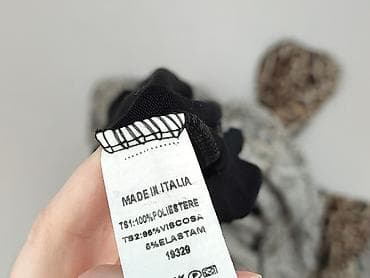 MADE IN ITALIA
TS1:100%POLIESTERE
TS2:95%VISCOSA
5%ELASTAM
19329